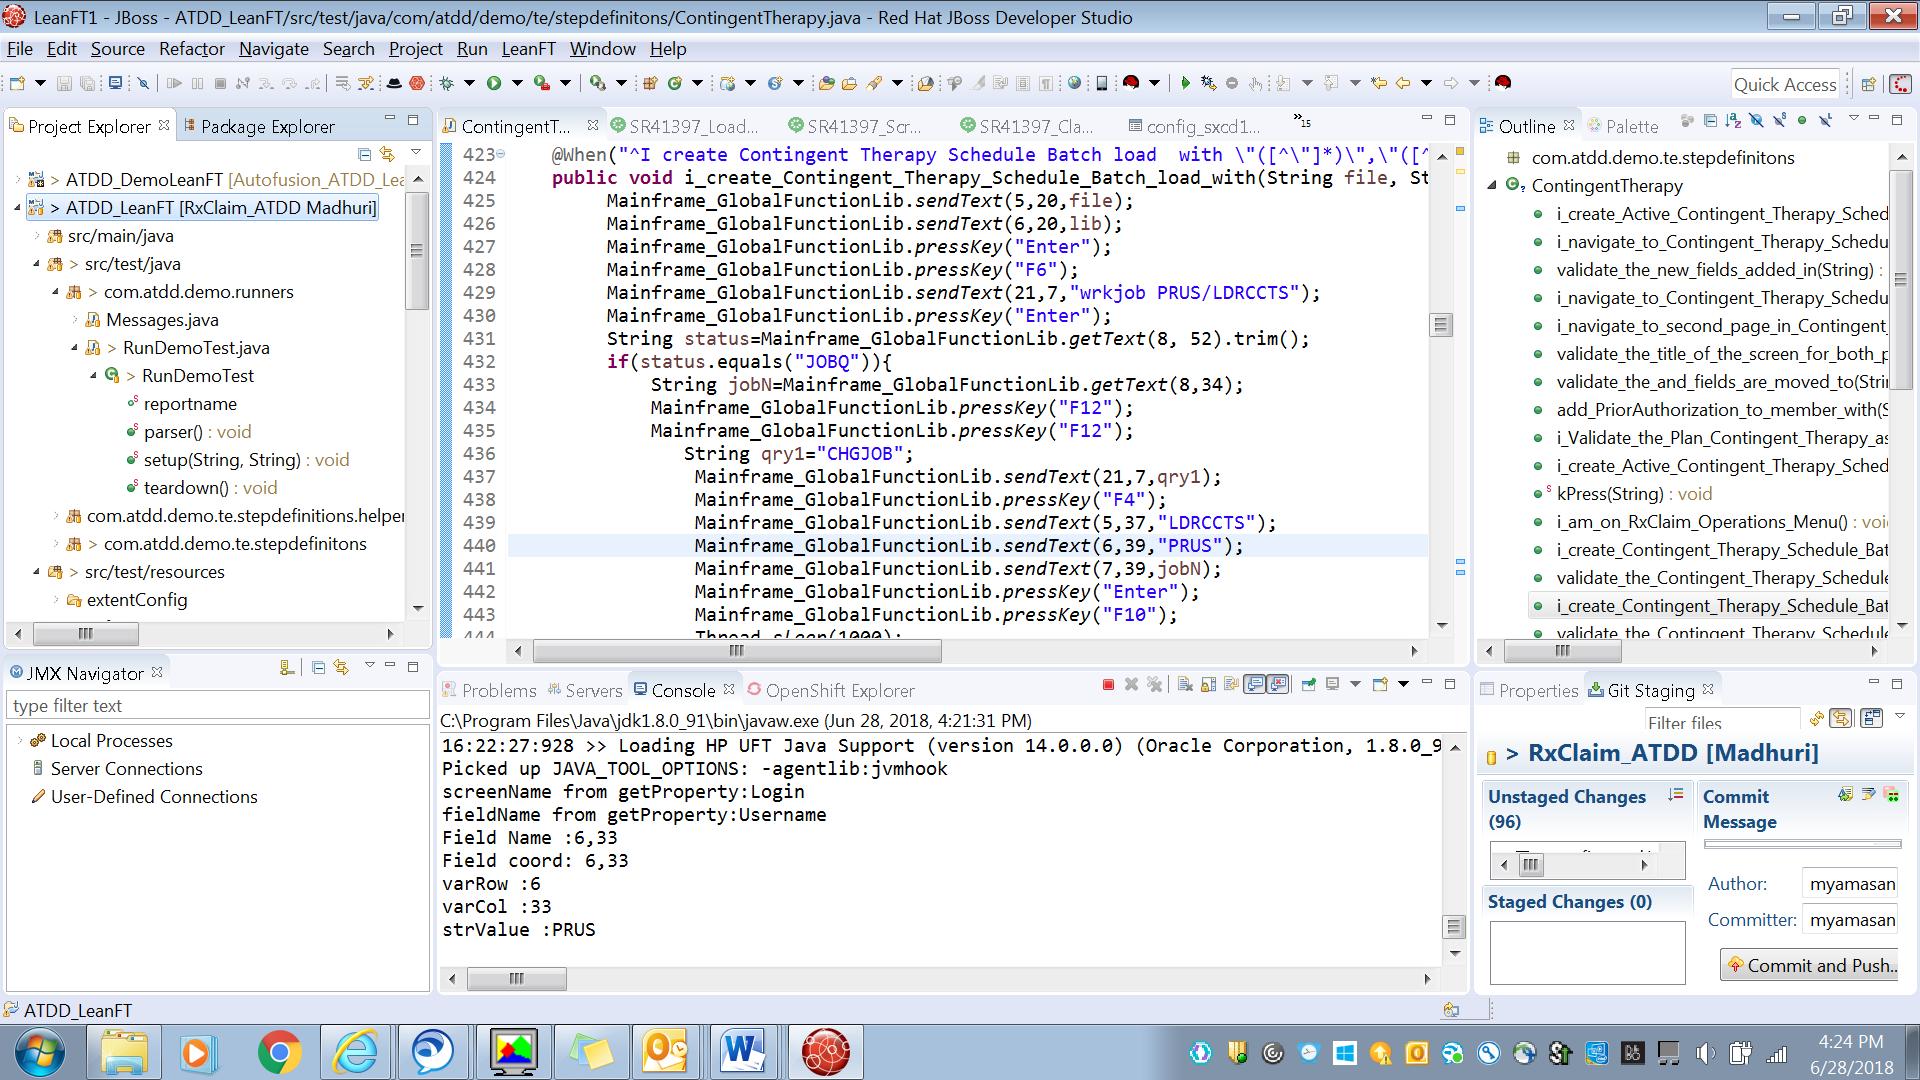 LeanFT1 - JBoss - ATDD_LeanFT/src/test/java/com/atdd/demo/te/stepdefinitons/ContingentTherapy.java - Red Hat JBoss Developer Studio
File Edit Source Refactor Navigate Search Project Run LeanFT Window Help
Quick Access
Project Explorer
Package Explorer
> ATDD_DemoLeanFT [Autofusion_ATDD_Le
> ATDD_LeanFT [RxClaim_ATDD Madhuri]
src/main/java
> src/test/java
> com.atdd.demo.runners
Messages.java
> RunDemoTest.java
> RunDemoTest
reportname
parser() : void
setup(String, String) : void
teardown() : void
com.atdd.demo.te.stepdefinitions.helper
> com.atdd.demo.te.stepdefinitons
> src/test/resources
extentConfig
ContingentT...
SR41397_Load...
SR41397_Scr...
SR41397_Cla...
config_sxcd1...
»15
423 @When("^I create Contingent Therapy Schedule Batch load  with \"([^\"]*)\",\"([^
424 public void i_create_Contingent_Therapy_Schedule_Batch_load_with(String file, St
425 Mainframe_GlobalFunctionLib.sendText(5,20,file);
426 Mainframe_GlobalFunctionLib.sendText(6,20,lib);
427 Mainframe_GlobalFunctionLib.pressKey("Enter");
428 Mainframe_GlobalFunctionLib.pressKey("F6");
429 Mainframe_GlobalFunctionLib.sendText(21,7,"wrkjob PRUS/LDRCCTS");
430 Mainframe_GlobalFunctionLib.pressKey("Enter");
431 String status=Mainframe_GlobalFunctionLib.getText(8, 52).trim();
432 if(status.equals("JOBQ")){
433 String jobN=Mainframe_GlobalFunctionLib.getText(8,34);
434 Mainframe_GlobalFunctionLib.pressKey("F12");
435 Mainframe_GlobalFunctionLib.pressKey("F12");
436 String qry1="CHGJOB";
437 Mainframe_GlobalFunctionLib.sendText(21,7,qry1);
438 Mainframe_GlobalFunctionLib.pressKey("F4");
439 Mainframe_GlobalFunctionLib.sendText(5,37,"LDRCCTS");
440 Mainframe_GlobalFunctionLib.sendText(6,39,"PRUS");
441 Mainframe_GlobalFunctionLib.sendText(7,39,jobN);
442 Mainframe_GlobalFunctionLib.pressKey("Enter");
443 Mainframe_GlobalFunctionLib.pressKey("F10");
444 Thread.sleep(1000);
Outline
Palette
com.atdd.demo.te.stepdefinitons
ContingentTherapy
i_create_Active_Contingent_Therapy_Sched
i_navigate_to_Contingent_Therapy_Schedu
validate_the_new_fields_added_in(String) :
i_navigate_to_Contingent_Therapy_Schedu
i_navigate_to_second_page_in_Contingent_
validate_the_title_of_the_screen_for_both_p
validate_the_and_fields_are_moved_to(Stri
add_PriorAuthorization_to_member_with(S
i_Validate_the_Plan_Contingent_Therapy_as
i_create_Active_Contingent_Therapy_Sched
kPress(String) : void
i_am_on_RxClaim_Operations_Menu() : voi
i_create_Contingent_Therapy_Schedule_Bat
validate_the_Contingent_Therapy_Schedule
i_create_Contingent_Therapy_Schedule_Bat
validate_the_Contingent_Therapy_Schedule
JMX Navigator
type filter text
Local Processes
Server Connections
User-Defined Connections
Problems
Servers
Console
OpenShift Explorer
C:\Program Files\Java\jdk1.8.0_91\bin\javaw.exe (Jun 28, 2018, 4:21:31 PM)
16:22:27:928 >> Loading HP UFT Java Support (version 14.0.0.0) (Oracle Corporation, 1.8.0_9
Picked up JAVA_TOOL_OPTIONS: -agentlib:jvmhook
screenName from getProperty:Login
fieldName from getProperty:Username
Field Name :6,33
Field coord: 6,33
varRow :6
varCol :33
strValue :PRUS
Properties
Git Staging
Filter files
> RxClaim_ATDD [Madhuri]
Unstaged Changes (96)
Commit Message
Staged Changes (0)
Author: myamasan
Committer: myamasan
Commit and Push..
ATDD_LeanFT
4:24 PM
6/28/2018